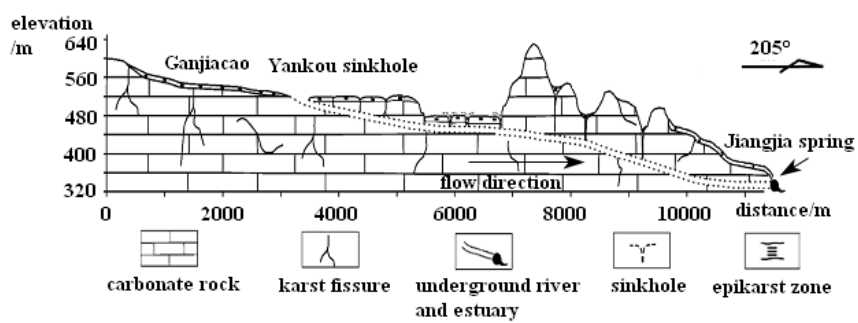 elevation
/m
640
560
480
400
320
Ganjiacao
Yankou sinkhole
205°
Jiangjia spring
flow direction
0
2000
4000
6000
8000
10000
distance/m
carbonate rock
karst fissure
underground river
and estuary
sinkhole
epikarst zone